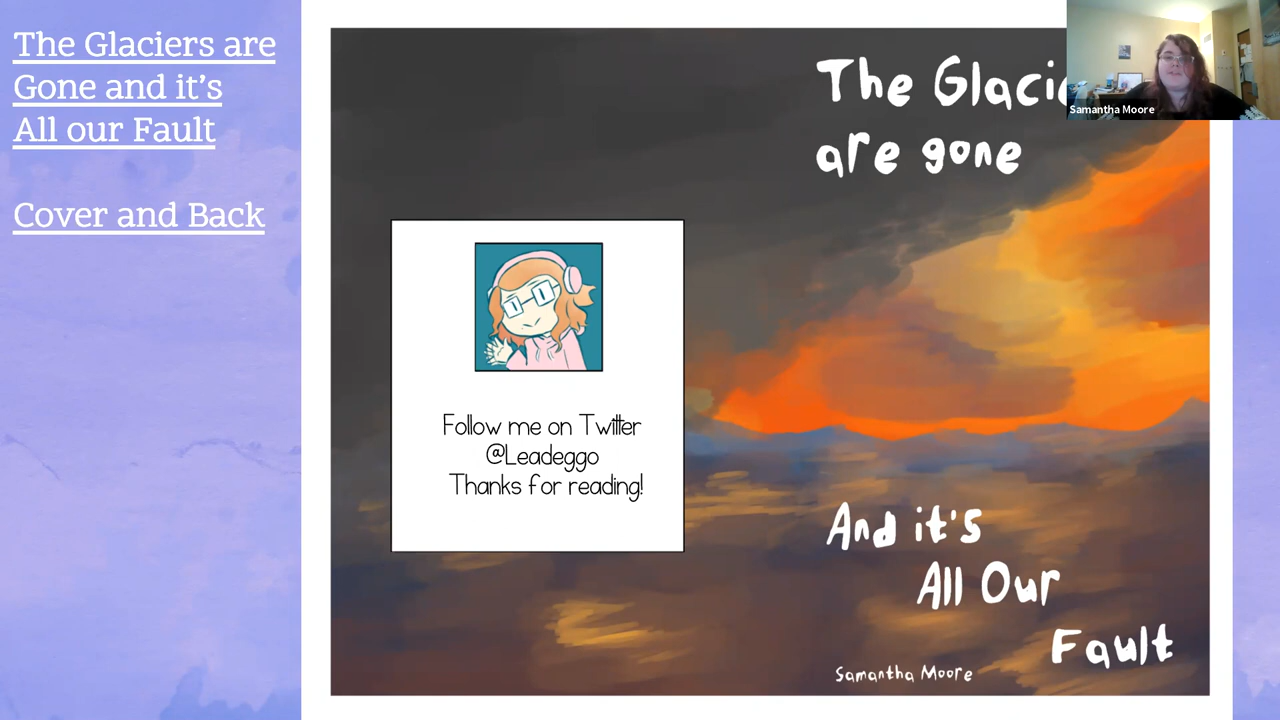 The Glaciers are
Gone and it's
All our Fault
Cover and Back
The
are gone
Samantha Moore
Follow me on Twitter
@Leadeggo
Thanks for reading!
And it's
All Our
Fault
Samantha Moore